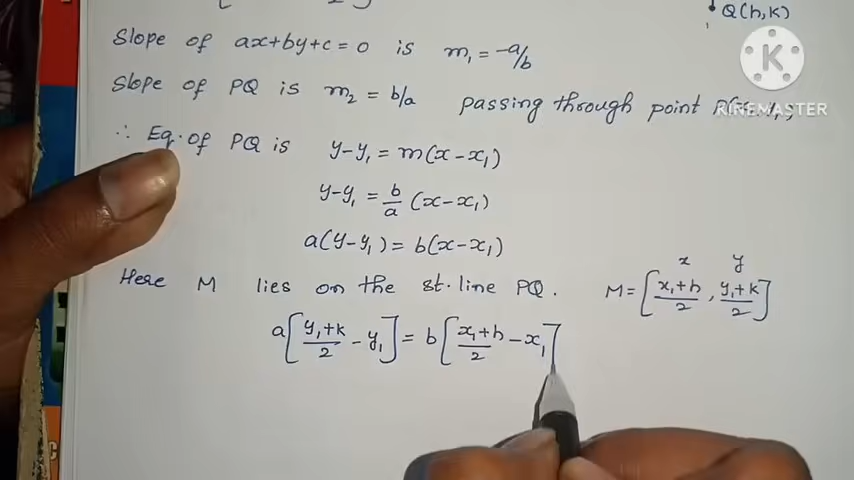 Q(h,k)
Slope of ax+by+c=0 is m₁ = -a/b
Slope of PQ is m₂ = b/a passing through point
KINEMASTER
∴ Eq. of PQ is y-y₁ = m(x-x₁)
y-y₁ = b/a (x-x₁)
a(y-y₁) = b(x-x₁)
x y
Here M lies on the st. line PQ. M = [x₁+h/2, y₁+k/2]
a[y₁+k/2 - y₁] = b[x₁+h/2 - x₁]